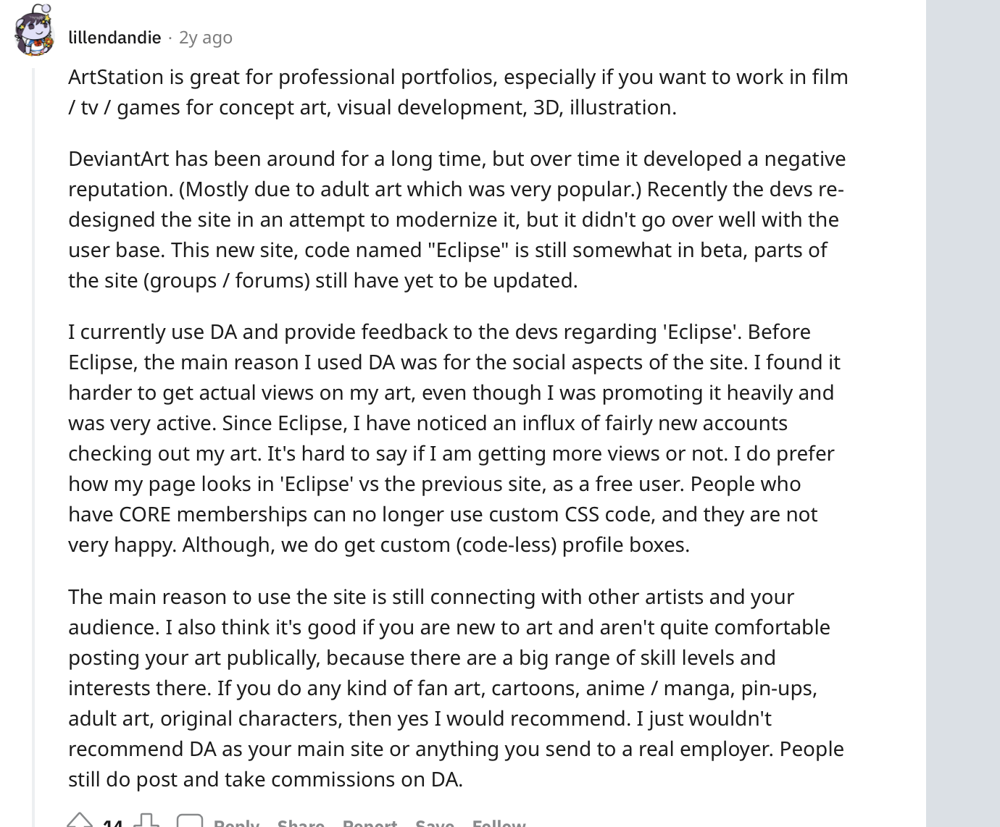 lillendandie · 2y ago
ArtStation is great for professional portfolios, especially if you want to work in film
/ tv / games for concept art, visual development, 3D, illustration.
DeviantArt has been around for a long time, but over time it developed a negative
reputation. (Mostly due to adult art which was very popular.) Recently the devs re-
designed the site in an attempt to modernize it, but it didn't go over well with the
user base. This new site, code named "Eclipse" is still somewhat in beta, parts of
the site (groups / forums) still have yet to be updated.
I currently use DA and provide feedback to the devs regarding 'Eclipse'. Before
Eclipse, the main reason I used DA was for the social aspects of the site. I found it
harder to get actual views on my art, even though I was promoting it heavily and
was very active. Since Eclipse, I have noticed an influx of fairly new accounts
checking out my art. It's hard to say if I am getting more views or not. I do prefer
how my page looks in 'Eclipse' vs the previous site, as a free user. People who
have CORE memberships can no longer use custom CSS code, and they are not
very happy. Although, we do get custom (code-less) profile boxes.
The main reason to use the site is still connecting with other artists and your
audience. I also think it's good if you are new to art and aren't quite comfortable
posting your art publically, because there are a big range of skill levels and
interests there. If you do any kind of fan art, cartoons, anime / manga, pin-ups,
adult art, original characters, then yes I would recommend. I just wouldn't
recommend DA as your main site or anything you send to a real employer. People
still do post and take commissions on DA.
14 Reply Share Report Save Follow